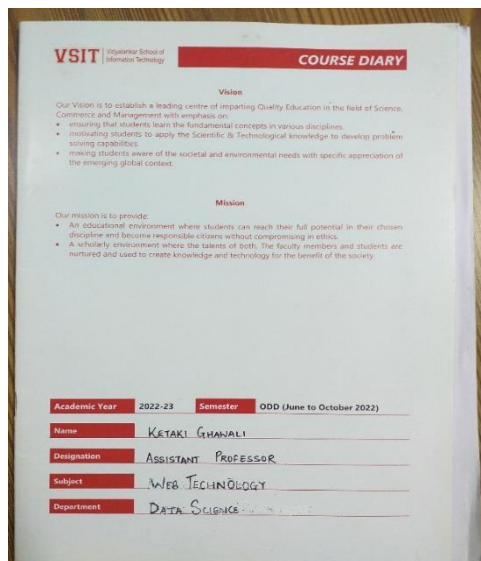 VSIT Vidyalankar School of
Information Technology
COURSE DIARY
Vision
Our Vision is to establish a leading centre of imparting Quality Education in the field of Science,
Commerce and Management with emphasis on:
• ensuring that students learn the fundamental concepts in various disciplines.
• motivating students to apply the Scientific & Technological knowledge to develop problem
solving capabilities.
• making students aware of the societal and environmental needs with specific appreciation of
the emerging global context.
Mission
Our mission is to provide:
• An educational environment where students can reach their full potential in their chosen
discipline and become responsible citizens without compromising in ethics.
• A scholarly environment where the talents of both. The faculty members and students are
nurtured and used to create knowledge and technology for the benefit of the society.
Academic Year 2022-23 Semester ODD (June to October 2022)
Name KETAKI GHAWALI
Designation ASSISTANT PROFESSOR
Subject WEB TECHNOLOGY
Department DATA SCIENCE